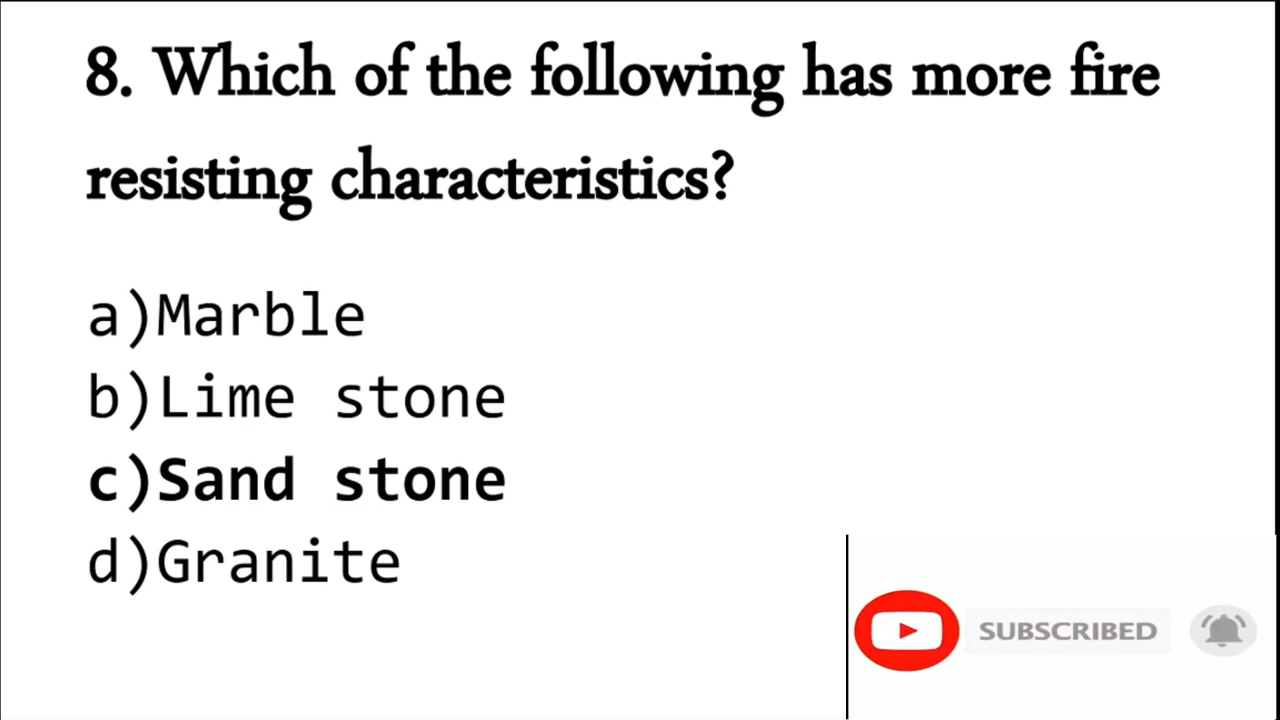 8. Which of the following has more fire
resisting characteristics?
a)Marble
b)Lime stone
c)Sand stone
d)Granite
SUBSCRIBED